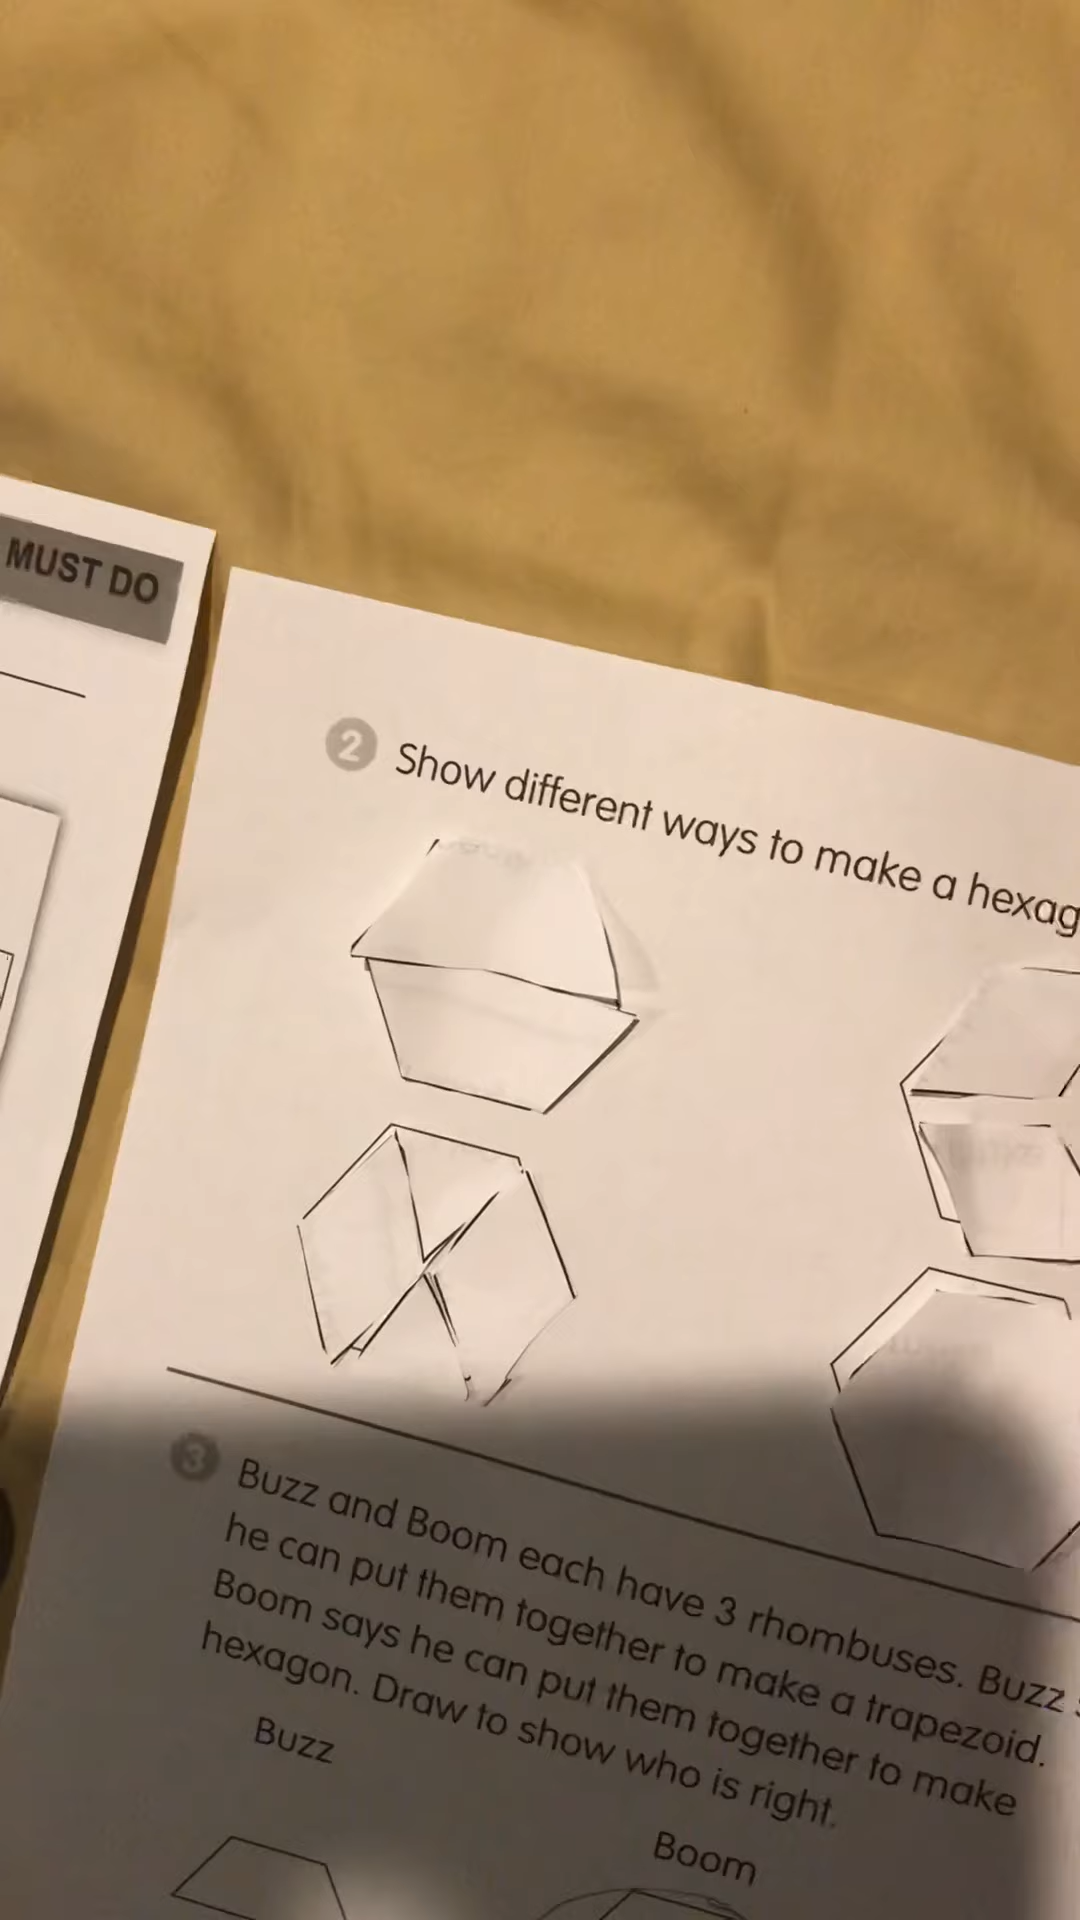 MUST DO
2 Show different ways to make a hexag
3 Buzz and Boom each have 3 rhombuses. Buzz
he can put them together to make a trapezoid.
Boom says he can put them together to make
hexagon. Draw to show who is right.
Buzz
Boom